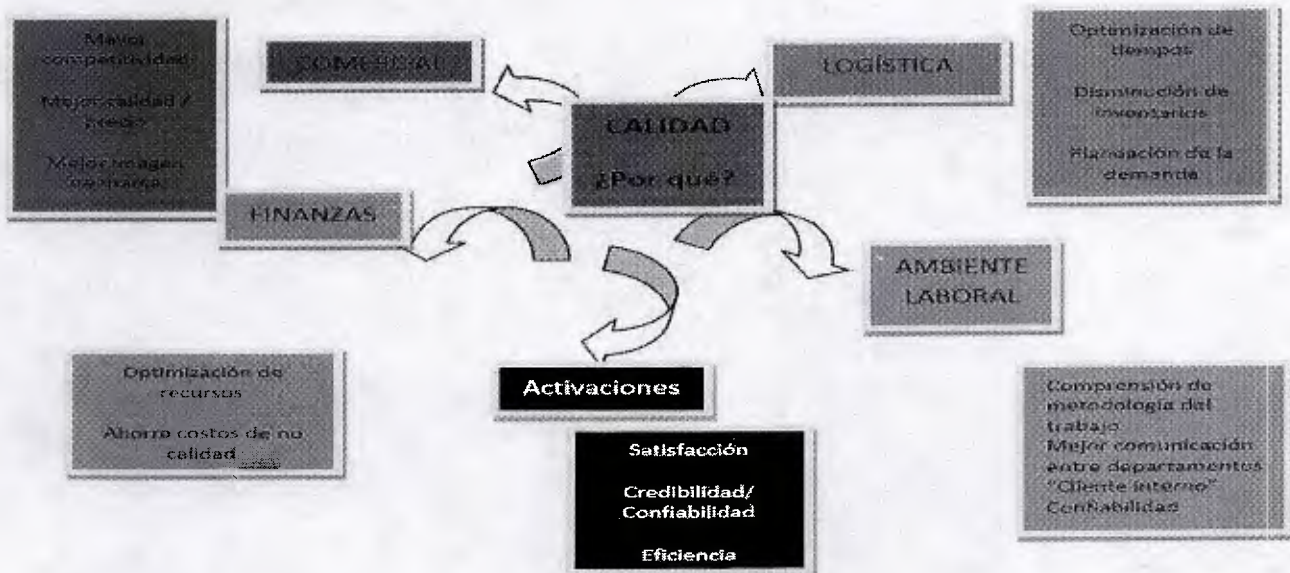 Mayor
competitividad
Mejor calidad /
precio
Mejor imagen
de marca
COMERCIAL
CALIDAD
¿Por qué?
LOGÍSTICA
Optimización de
tiempos
Disminución de
inventarios
Planeación de la
demanda
FINANZAS
AMBIENTE
LABORAL
Optimización de
recursos
Ahorro costos de no
calidad
Activaciones
Satisfacción
Credibilidad/
Confiabilidad
Eficiencia
Comprensión de
metodología del
trabajo
Mejor comunicación
entre departamentos
"Cliente interno"
Confiabilidad